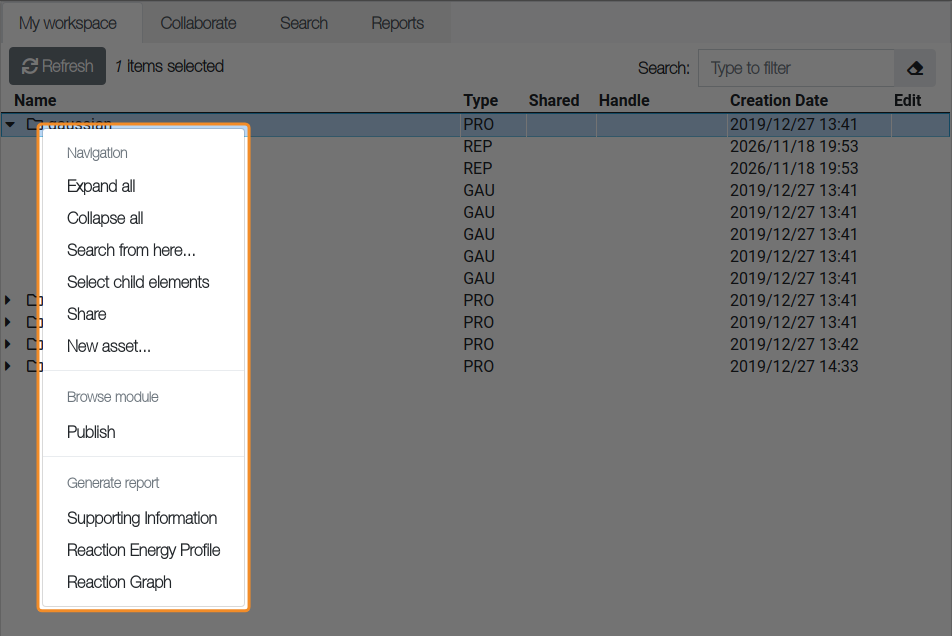 My workspace Collaborate Search Reports
Refresh 1 items selected Search: Type to filter
Name Type Shared Handle Creation Date Edit
gaussian PRO 2019/12/27 13:41
REP 2026/11/18 19:53
REP 2026/11/18 19:53
GAU 2019/12/27 13:41
GAU 2019/12/27 13:41
GAU 2019/12/27 13:41
GAU 2019/12/27 13:41
GAU 2019/12/27 13:41
PRO 2019/12/27 13:41
PRO 2019/12/27 13:41
PRO 2019/12/27 13:42
PRO 2019/12/27 14:33
Navigation
Expand all
Collapse all
Search from here...
Select child elements
Share
New asset...
Browse module
Publish
Generate report
Supporting Information
Reaction Energy Profile
Reaction Graph